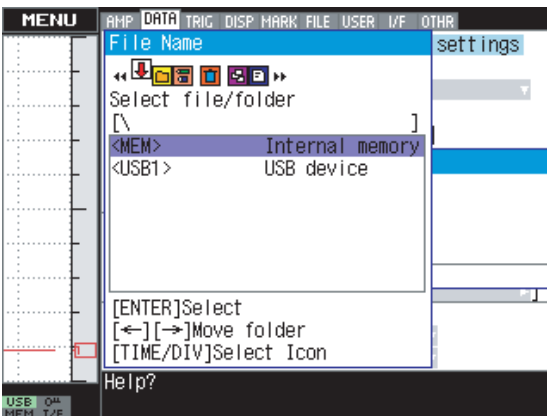 MENU
AMP DATA TRIG DISP MARK FILE USER I/F OTHR
File Name
settings
Select file/folder
[\ ]
<MEM> Internal memory
<USB1> USB device
[ENTER]Select
[←][→]Move folder
[TIME/DIV]Select Icon
1
Help?
USB
MEM I/F